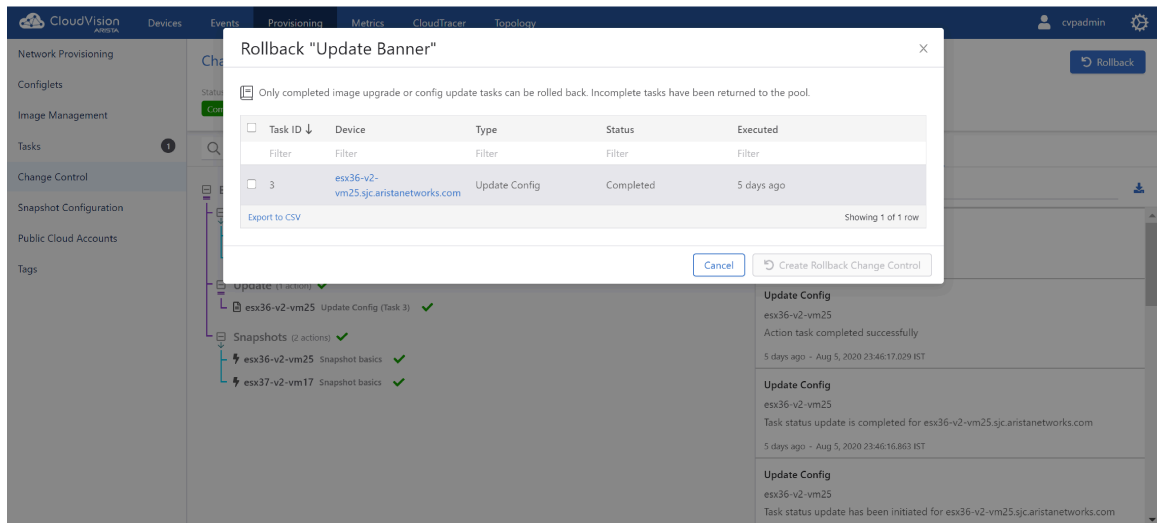 CloudVision
ARISTA
Devices
Events
Provisioning
Metrics
CloudTracer
Topology
cvpadmin
Network Provisioning
Configlets
Image Management
Tasks
1
Change Control
Snapshot Configuration
Public Cloud Accounts
Tags
Cha
Status
Com
Rollback
Rollback "Update Banner"
Only completed image upgrade or config update tasks can be rolled back. Incomplete tasks have been returned to the pool.
Task ID ↓ Device Type Status Executed
Filter Filter Filter Filter Filter
3 esx36-v2-vm25.sjc.aristanetworks.com Update Config Completed 5 days ago
Export to CSV
Showing 1 of 1 row
Cancel
Create Rollback Change Control
Update (1 action)
esx36-v2-vm25 Update Config (Task 3)
Snapshots (2 actions)
esx36-v2-vm25 Snapshot basics
esx37-v2-vm17 Snapshot basics
Update Config
esx36-v2-vm25
Action task completed successfully
5 days ago - Aug 5, 2020 23:46:17.029 IST
Update Config
esx36-v2-vm25
Task status update is completed for esx36-v2-vm25.sjc.aristanetworks.com
5 days ago - Aug 5, 2020 23:46:16.863 IST
Update Config
esx36-v2-vm25
Task status update has been initiated for esx36-v2-vm25.sjc.aristanetworks.com